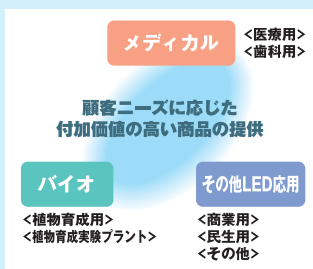 メディカル
<医療用>
<歯科用>
顧客ニーズに応じた
付加価値の高い商品の提供
バイオ
<植物育成用>
<植物育成実験プラント>
その他LED応用
<商業用>
<民生用>
<その他>